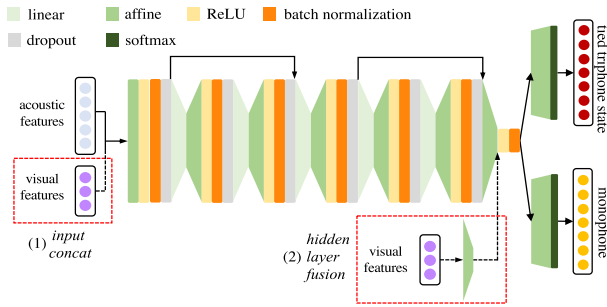 linear affine ReLU batch normalization
dropout softmax
acoustic
features
visual
features
(1) input
concat
(2) hidden
layer
fusion
visual
features
tied triphone state
monophone